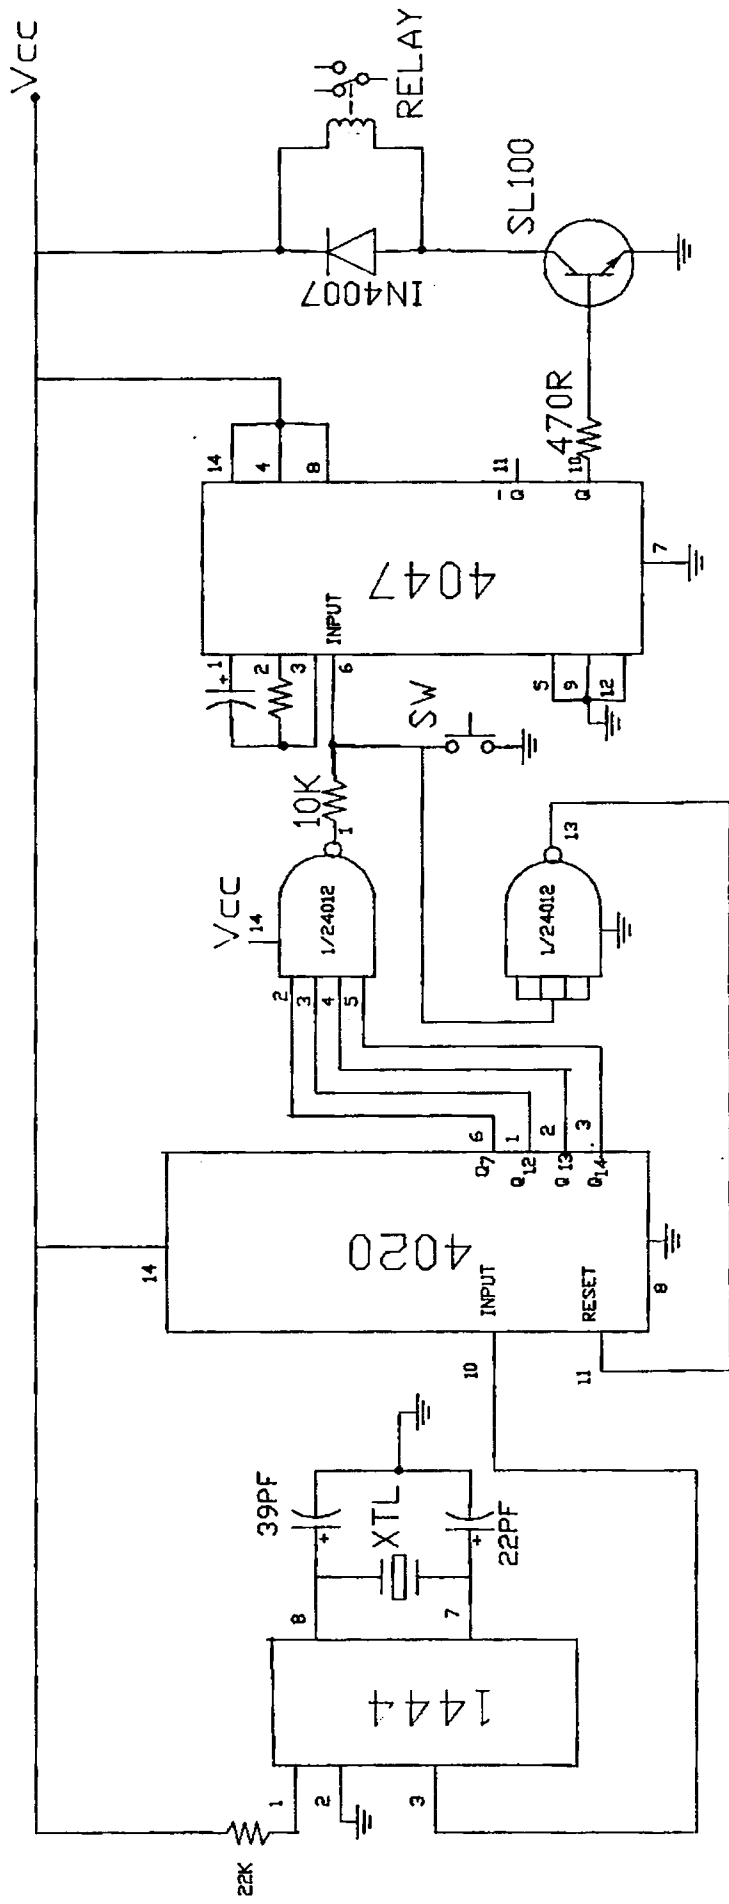 22K
1
2
3
1444
8
7
39PF
XTL
22PF
14
4020
10
INPUT
11
RESET
8
Q7
6
Q12
1
Q13
2
Q14
3
2
3
4
5
Vcc
14
1/24012
1
10K
1/24012
13
SW
1
+
2
3
6
INPUT
5
9
12
4047
7
14
4
8
Q
11
Q
10
470R
SL100
IN4007
RELAY
Vcc
+
+